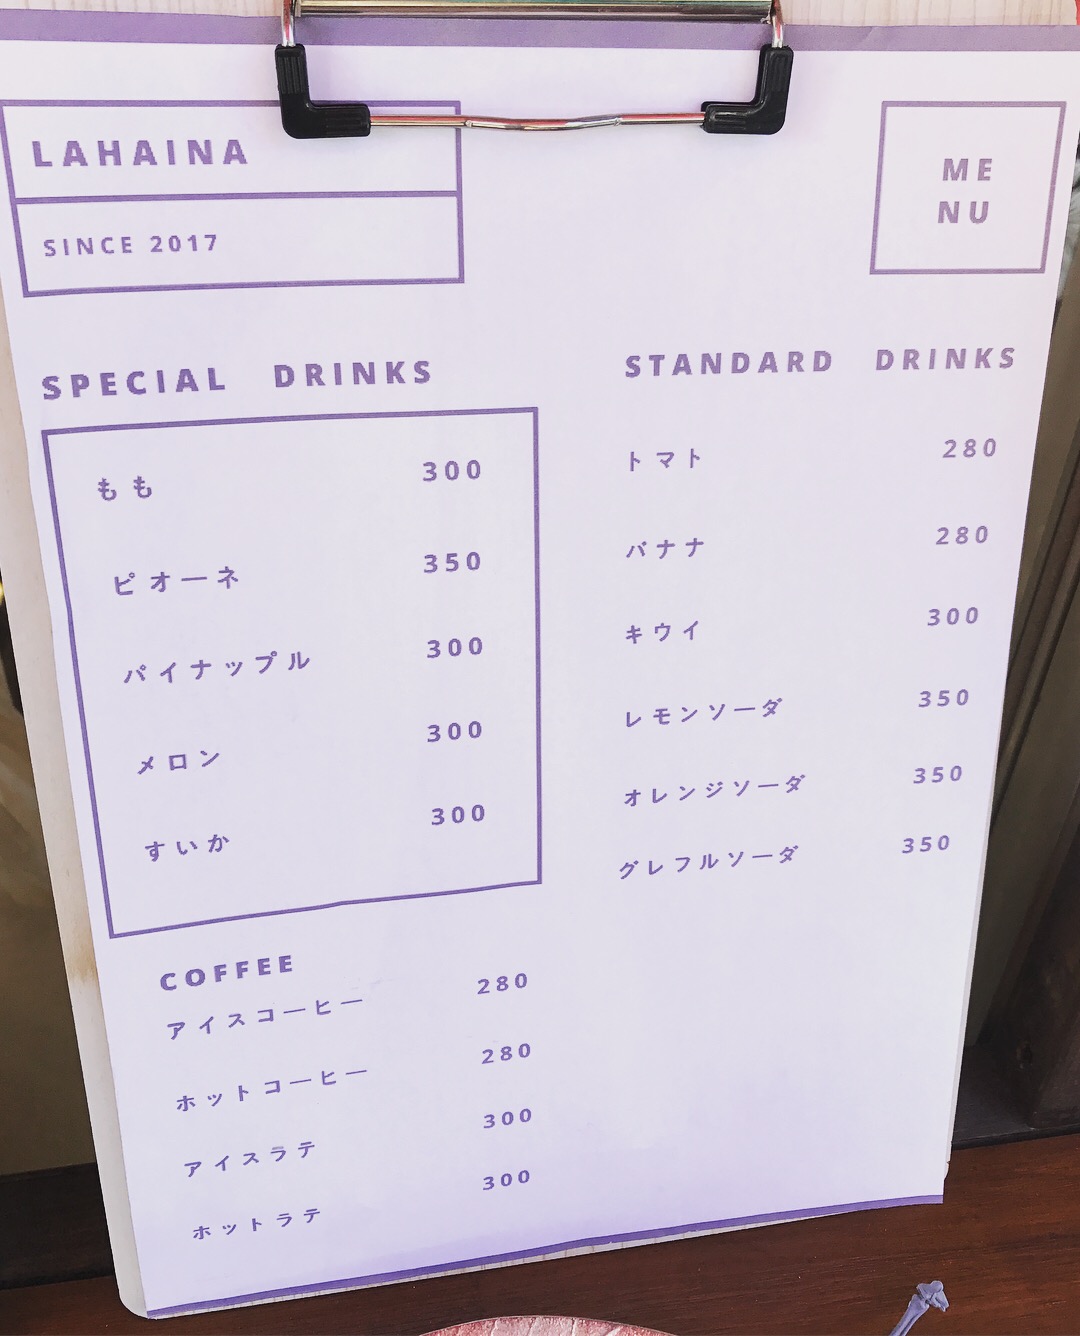 LAHAINA
SINCE 2017
ME
NU
SPECIAL DRINKS
もも 300
ピオーネ 350
パイナップル 300
メロン 300
すいか 300
STANDARD DRINKS
トマト 280
バナナ 280
キウイ 300
レモンソーダ 350
オレンジソーダ 350
グレフルソーダ 350
COFFEE
アイスコーヒー 280
ホットコーヒー 280
アイスラテ 300
ホットラテ 300